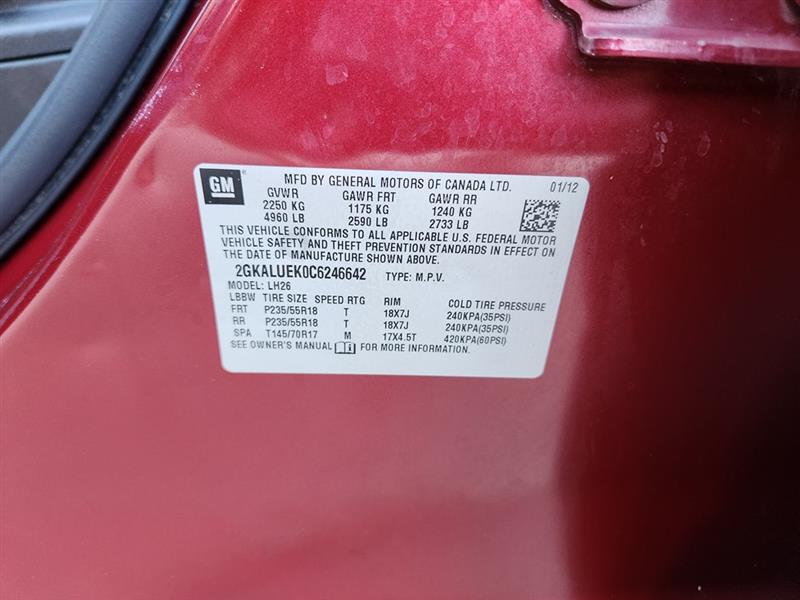 GM
MFD BY GENERAL MOTORS OF CANADA LTD. 01/12
GVWR GAWR FRT GAWR RR
2250 KG 1175 KG 1240 KG
4960 LB 2590 LB 2733 LB
THIS VEHICLE CONFORMS TO ALL APPLICABLE U.S. FEDERAL MOTOR
VEHICLE SAFETY AND THEFT PREVENTION STANDARDS IN EFFECT ON
THE DATE OF MANUFACTURE SHOWN ABOVE.
2GKALUEK0C6246642 TYPE: M.P.V.
MODEL: LH26
LBBW TIRE SIZE SPEED RTG RIM COLD TIRE PRESSURE
FRT P235/55R18 T 18X7J 240KPA(35PSI)
RR P235/55R18 T 18X7J 240KPA(35PSI)
SPA T145/70R17 M 17X4.5T 420KPA(60PSI)
SEE OWNER'S MANUAL FOR MORE INFORMATION.